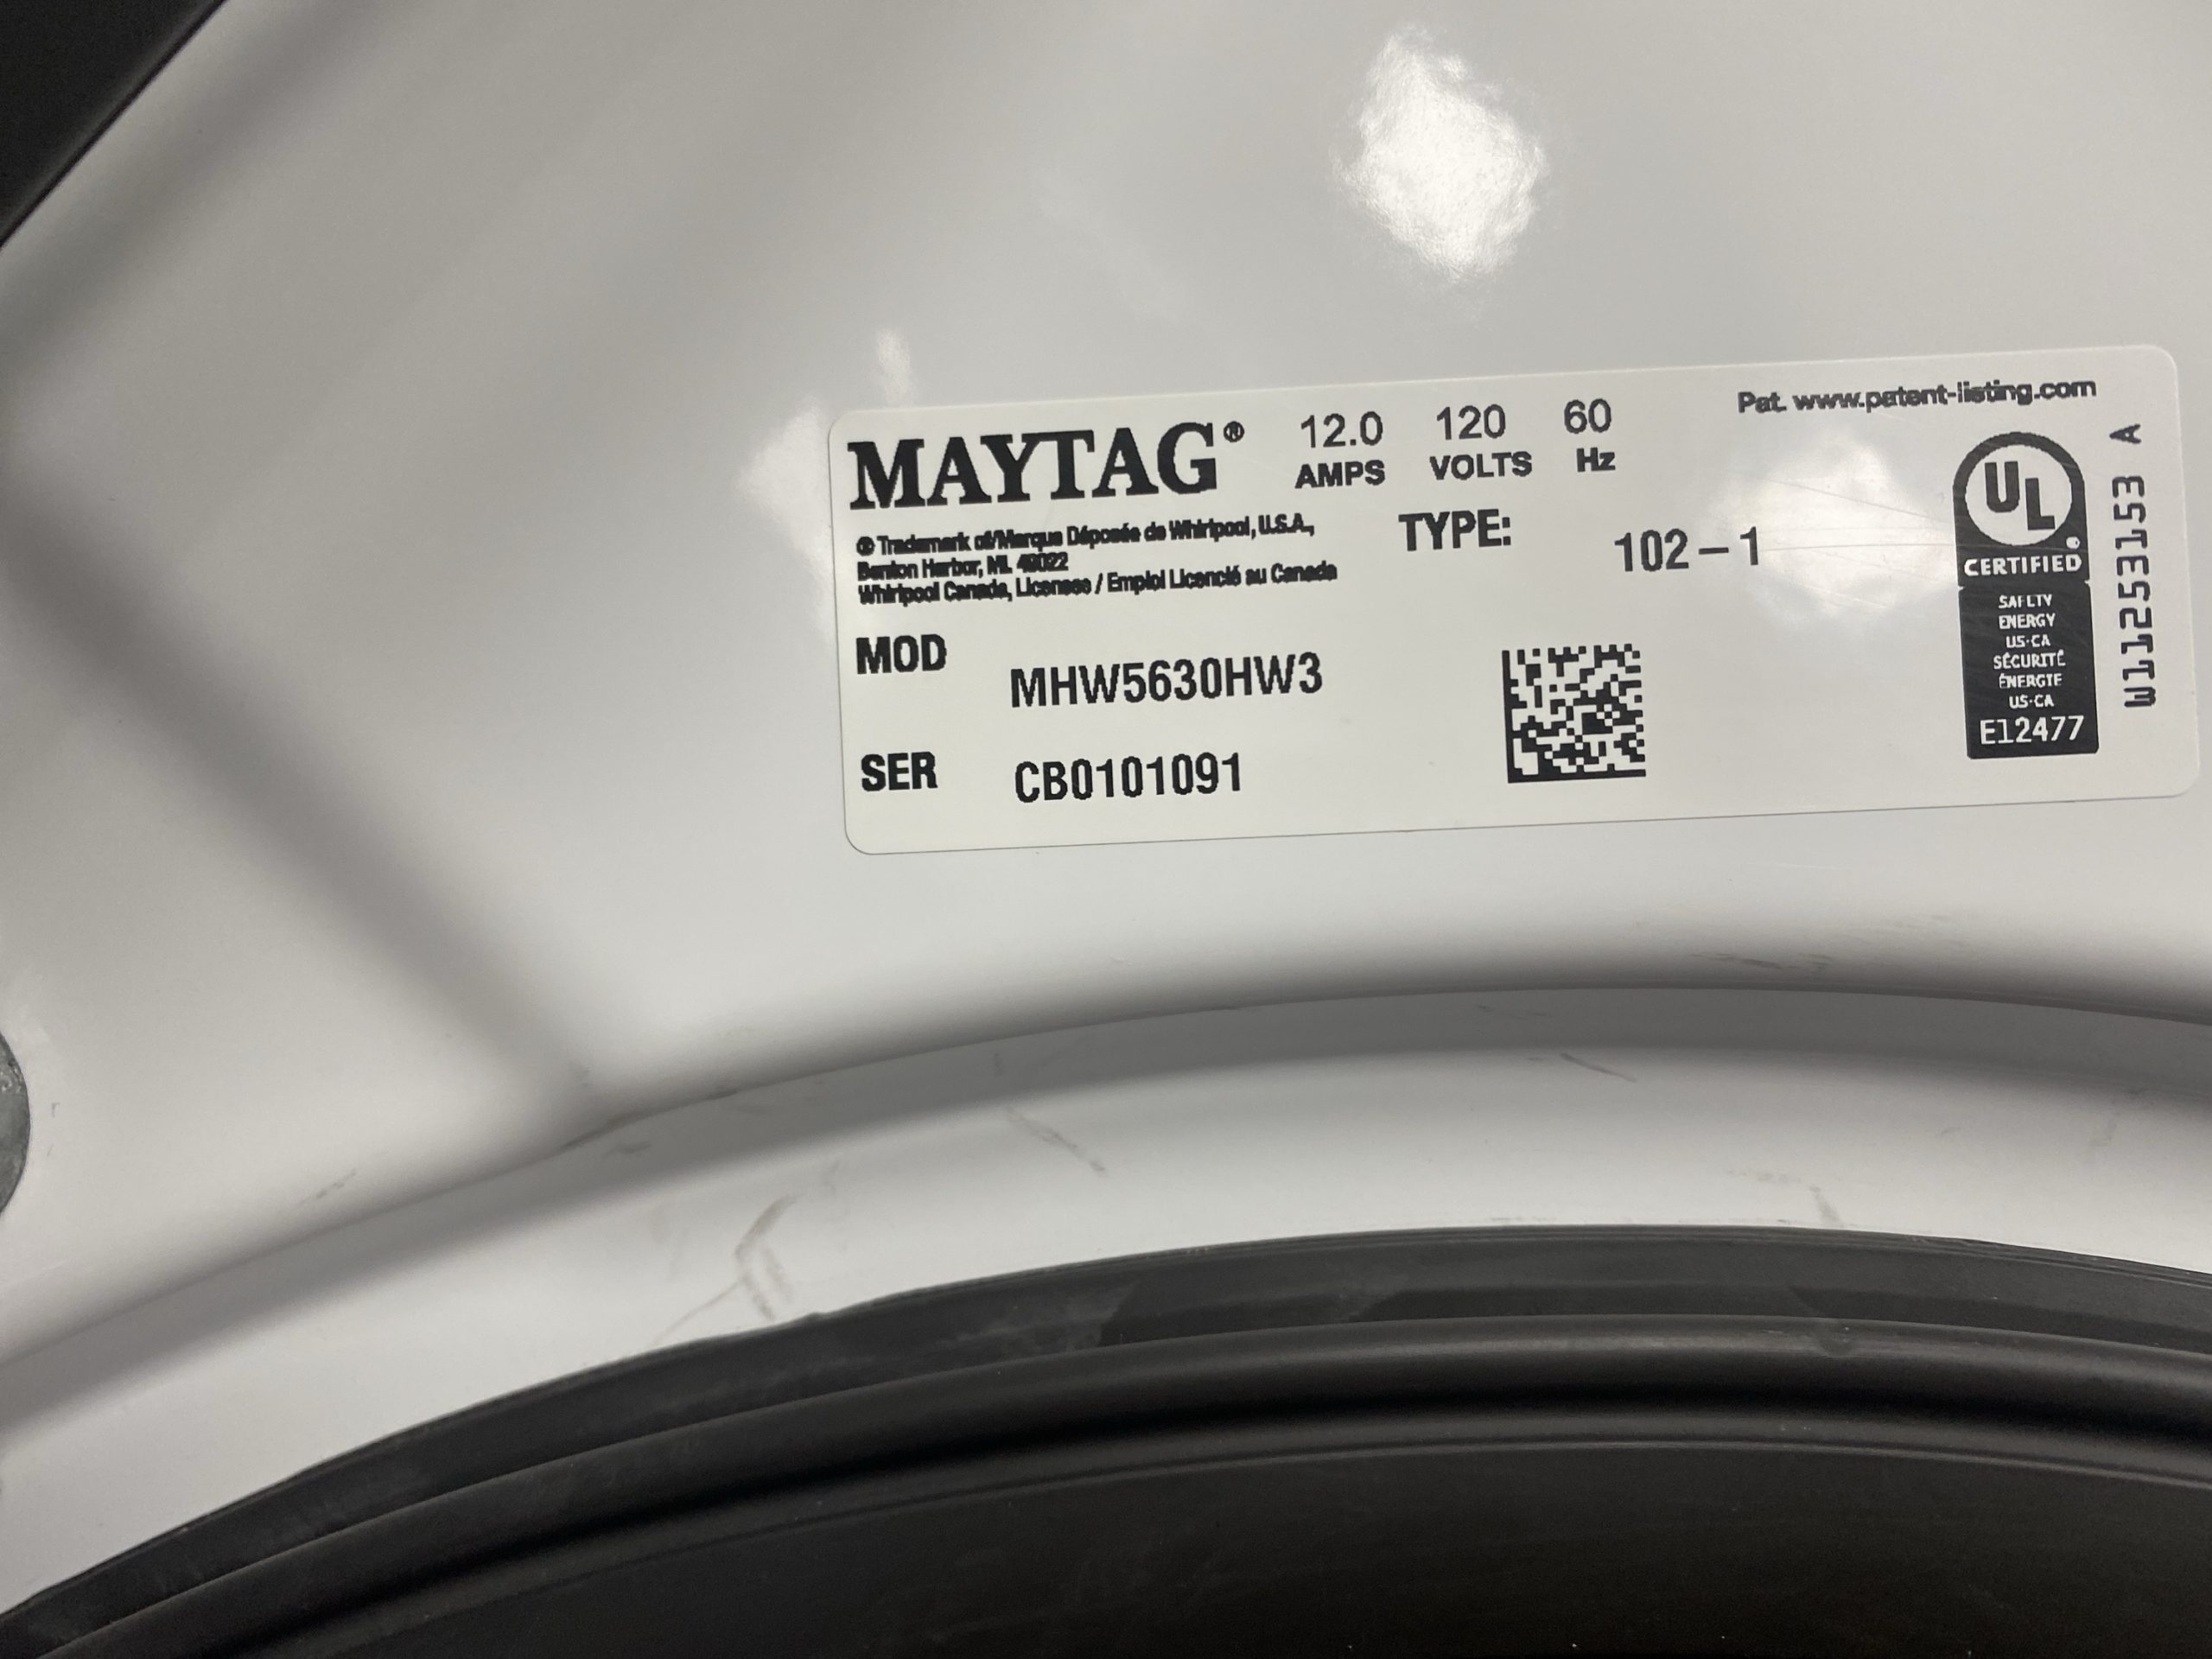 MAYTAG® 12.0 120 60
AMPS VOLTS Hz
Pat. www.patent-listing.com
® Trademark of/Marque Déposée de Whirlpool, U.S.A.,
Benton Harbor, MI. 49022
Whirlpool Canada, Licensee / Emploi Licencié au Canada
TYPE: 102-1
MOD MHW5630HW3
SER CB0101091
UL®
CERTIFIED
SAFETY
ENERGY
US-CA
SÉCURITÉ
ÉNERGIE
US-CA
E12477
W11253153 A